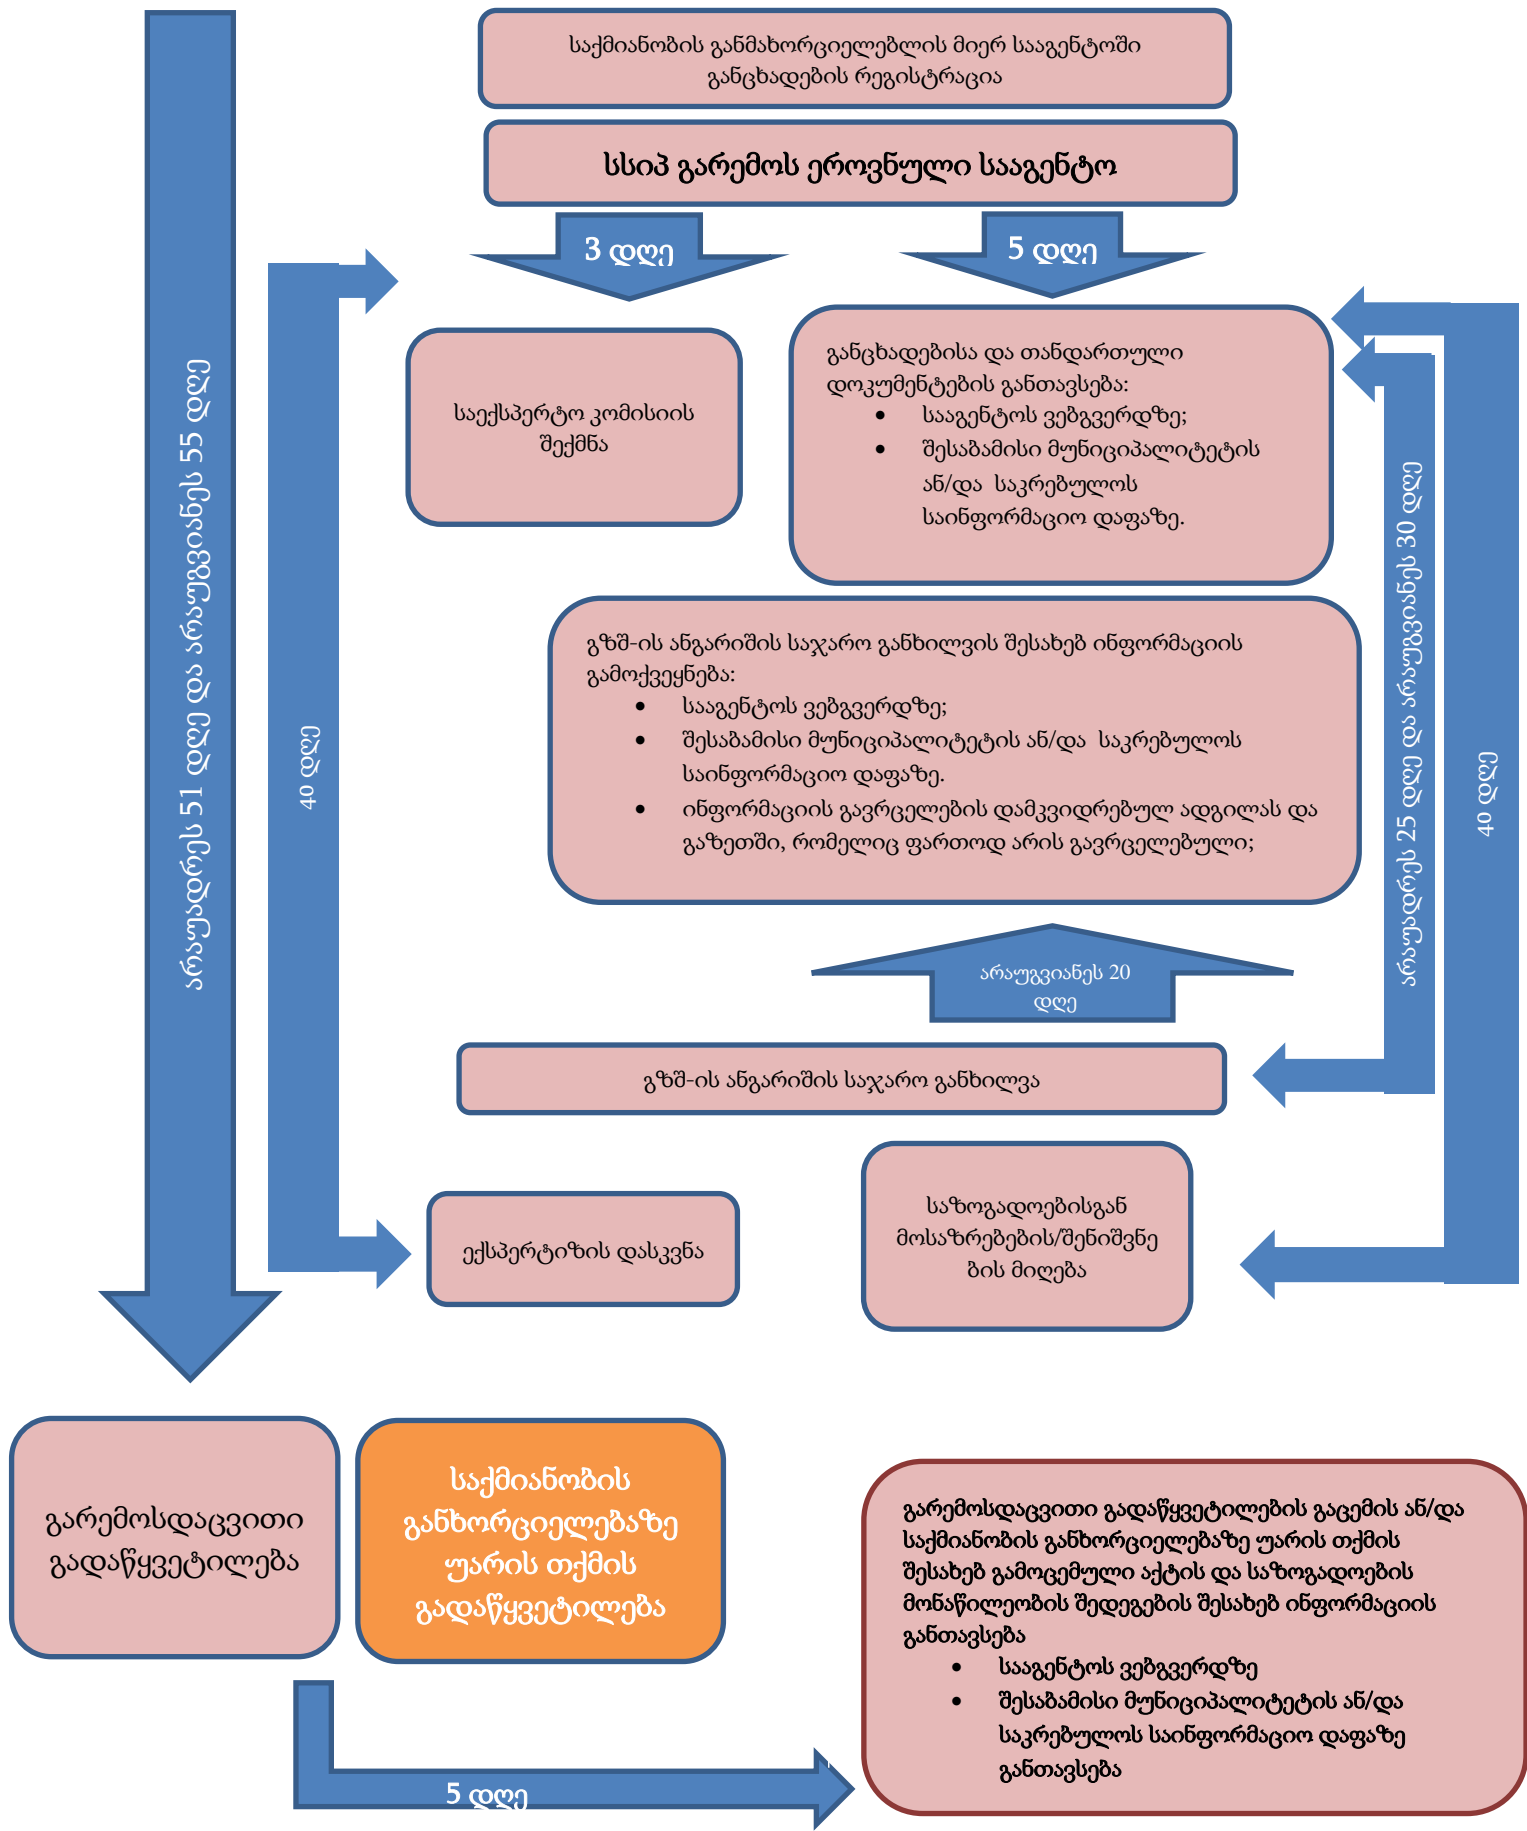 საქმიანობის განმახორციელებლის მიერ სააგენტოში
განცხადების რეგისტრაცია
სსიპ გარემოს ეროვნული სააგენტო
3 დღე
5 დღე
საექსპერტო კომისიის
შექმნა
განცხადებისა და თანდართული
დოკუმენტების განთავსება:
• სააგენტოს ვებგვერდზე;
• შესაბამისი მუნიციპალიტეტის
ან/და საკრებულოს
საინფორმაციო დაფაზე.
გზშ-ის ანგარიშის საჯარო განხილვის შესახებ ინფორმაციის
გამოქვეყნება:
• სააგენტოს ვებგვერდზე;
• შესაბამისი მუნიციპალიტეტის ან/და საკრებულოს
საინფორმაციო დაფაზე.
• ინფორმაციის გავრცელების დამკვიდრებულ ადგილას და
გაზეთში, რომელიც ფართოდ არის გავრცელებული;
არაუადრეს 51 დღე და არაუგვიანეს 55 დღე
40 დღე
არაუადრეს 25 დღე და არაუგვიანეს 30 დღე
40 დღე
არაუგვიანეს 20
დღე
გზშ-ის ანგარიშის საჯარო განხილვა
ექსპერტიზის დასკვნა
საზოგადოებისგან
მოსაზრებების/შენიშვნე
ბის მიღება
გარემოსდაცვითი
გადაწყვეტილება
საქმიანობის
განხორციელებაზე
უარის თქმის
გადაწყვეტილება
გარემოსდაცვითი გადაწყვეტილების გაცემის ან/და
საქმიანობის განხორციელებაზე უარის თქმის
შესახებ გამოცემული აქტის და საზოგადოების
მონაწილეობის შედეგების შესახებ ინფორმაციის
განთავსება
• სააგენტოს ვებგვერდზე
• შესაბამისი მუნიციპალიტეტის ან/და
საკრებულოს საინფორმაციო დაფაზე
განთავსება
5 დღე